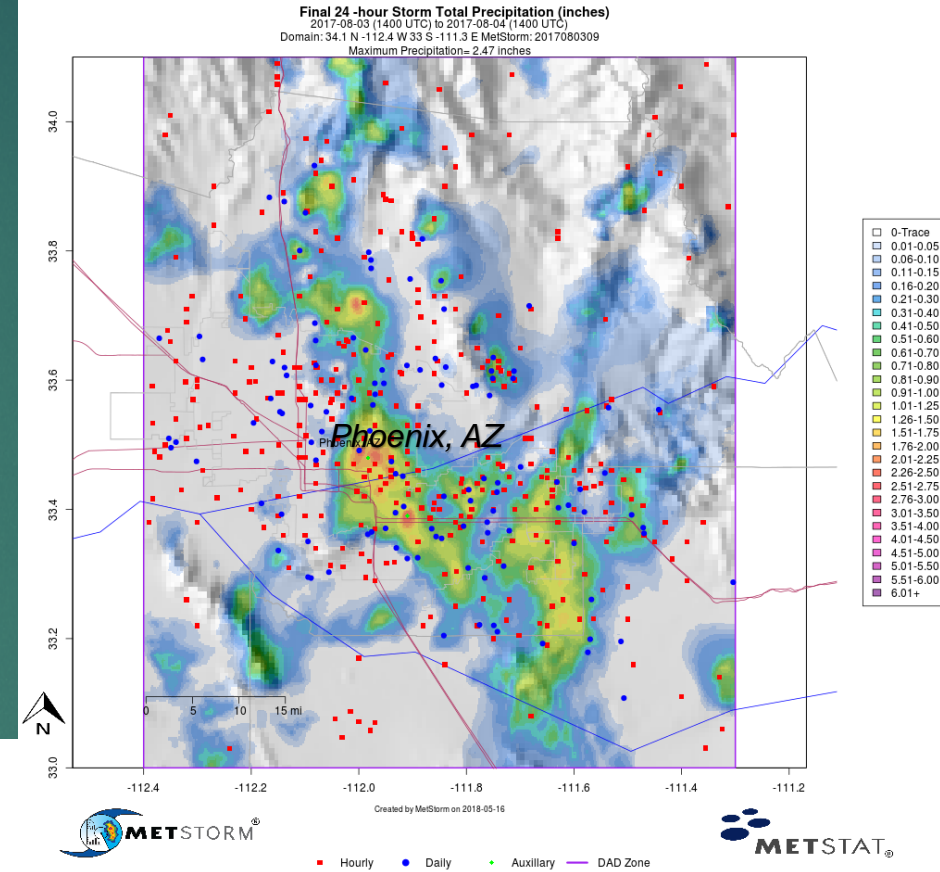 Final 24 -hour Storm Total Precipitation (inches)
2017-08-03 (1400 UTC) to 2017-08-04 (1400 UTC)
Domain: 34.1 N -112.4 W 33 S -111.3 E MetStorm: 2017080309
Maximum Precipitation= 2.47 inches
34.0
33.8
33.6
33.4
33.2
33.0
Phoenix, AZ
Phoenix, AZ
0-Trace
0.01-0.05
0.06-0.10
0.11-0.15
0.16-0.20
0.21-0.30
0.31-0.40
0.41-0.50
0.51-0.60
0.61-0.70
0.71-0.80
0.81-0.90
0.91-1.00
1.01-1.25
1.26-1.50
1.51-1.75
1.76-2.00
2.01-2.25
2.26-2.50
2.51-2.75
2.76-3.00
3.01-3.50
3.51-4.00
4.01-4.50
4.51-5.00
5.01-5.50
5.51-6.00
6.01+
0 5 10 15 mi
N
-112.4 -112.2 -112.0 -111.8 -111.6 -111.4 -111.2
Created by MetStorm on 2018-05-16
METSTORM®
METSTAT®
Hourly Daily Auxillary DAD Zone